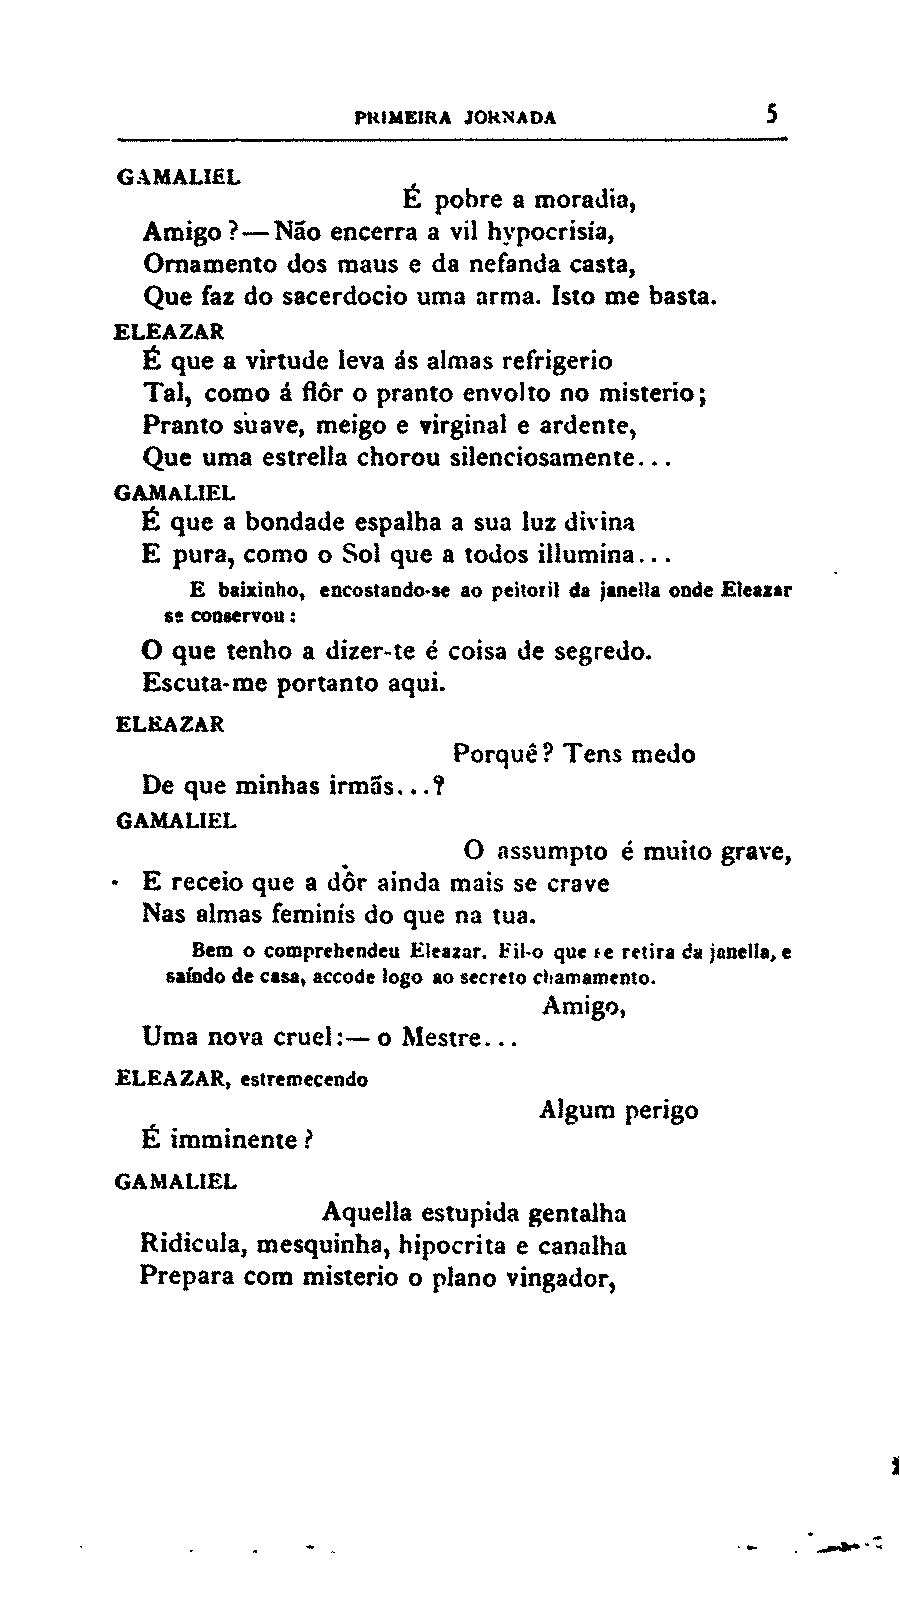 PRIMEIRA JORNADA 5
GAMALIEL
É pobre a moradia,
Amigo?—Não encerra a vil hypocrisía,
Ornamento dos maus e da nefanda casta,
Que faz do sacerdocio uma arma. Isto me basta.
ELEAZAR
É que a virtude leva ás almas refrigerio
Tal, como á flôr o pranto envolto no misterio;
Pranto suave, meigo e virginal e ardente,
Que uma estrella chorou silenciosamente...
GAMALIEL
É que a bondade espalha a sua luz divina
E pura, como o Sol que a todos illumina...
E baixinho, encostando-se ao peitoril da janella onde Eleazar
se conservou:
O que tenho a dizer-te é coisa de segredo.
Escuta-me portanto aqui.
ELEAZAR
Porquê? Tens medo
De que minhas irmãs...?
GAMALIEL
O assumpto é muito grave,
E receio que a dôr ainda mais se crave
Nas almas feminís do que na tua.
Bem o comprehendeu Eleazar. Eil-o que se retira da janella, e
saíndo de casa, accode logo ao secreto chamamento.
Amigo,
Uma nova cruel:— o Mestre...
ELEAZAR, estremecendo
Algum perigo
É imminente?
GAMALIEL
Aquella estupida gentalha
Ridicula, mesquinha, hipocrita e canalha
Prepara com misterio o plano vingador,